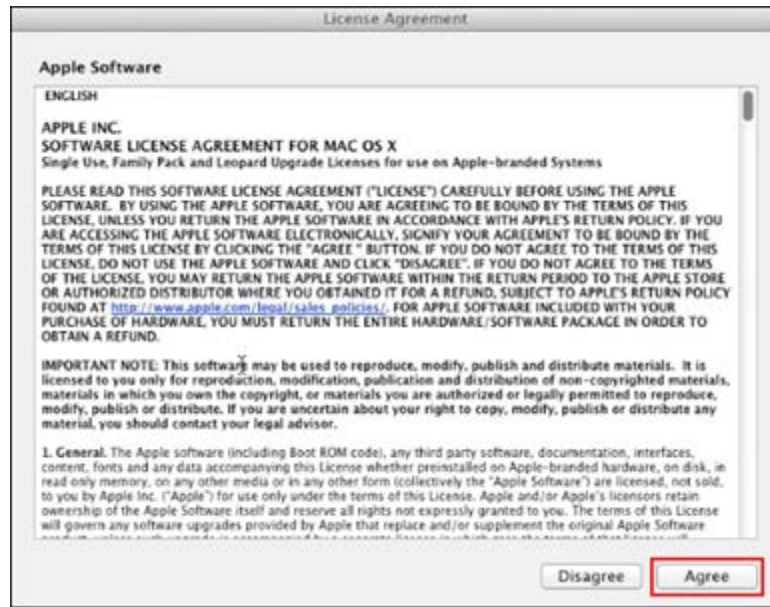 License Agreement
Apple Software
ENGLISH
APPLE INC.
SOFTWARE LICENSE AGREEMENT FOR MAC OS X
Single Use, Family Pack and Leopard Upgrade Licenses for use on Apple-branded Systems
PLEASE READ THIS SOFTWARE LICENSE AGREEMENT ("LICENSE") CAREFULLY BEFORE USING THE APPLE
SOFTWARE. BY USING THE APPLE SOFTWARE, YOU ARE AGREEING TO BE BOUND BY THE TERMS OF THIS
LICENSE, UNLESS YOU RETURN THE APPLE SOFTWARE IN ACCORDANCE WITH APPLE'S RETURN POLICY. IF YOU
ARE ACCESSING THE APPLE SOFTWARE ELECTRONICALLY, SIGNIFY YOUR AGREEMENT TO BE BOUND BY THE
TERMS OF THIS LICENSE BY CLICKING THE "AGREE " BUTTON. IF YOU DO NOT AGREE TO THE TERMS OF THIS
LICENSE, DO NOT USE THE APPLE SOFTWARE AND CLICK "DISAGREE". IF YOU DO NOT AGREE TO THE TERMS
OF THE LICENSE, YOU MAY RETURN THE APPLE SOFTWARE WITHIN THE RETURN PERIOD TO THE APPLE STORE
OR AUTHORIZED DISTRIBUTOR WHERE YOU OBTAINED IT FOR A REFUND, SUBJECT TO APPLE'S RETURN POLICY
FOUND AT http://www.apple.com/legal/sales_policies/. FOR APPLE SOFTWARE INCLUDED WITH YOUR
PURCHASE OF HARDWARE, YOU MUST RETURN THE ENTIRE HARDWARE/SOFTWARE PACKAGE IN ORDER TO
OBTAIN A REFUND.
IMPORTANT NOTE: This software may be used to reproduce, modify, publish and distribute materials. It is
licensed to you only for reproduction, modification, publication and distribution of non-copyrighted materials,
materials in which you own the copyright, or materials you are authorized or legally permitted to reproduce,
modify, publish or distribute. If you are uncertain about your right to copy, modify, publish or distribute any
material, you should contact your legal advisor.
1. General. The Apple software (including Boot ROM code), any third party software, documentation, interfaces,
content, fonts and any data accompanying this License whether preinstalled on Apple-branded hardware, on disk, in
read only memory, on any other media or in any other form (collectively the "Apple Software") are licensed, not sold,
to you by Apple Inc. ("Apple") for use only under the terms of this License. Apple and/or Apple's licensors retain
ownership of the Apple Software itself and reserve all rights not expressly granted to you. The terms of this License
will govern any software upgrades provided by Apple that replace and/or supplement the original Apple Software
Disagree
Agree